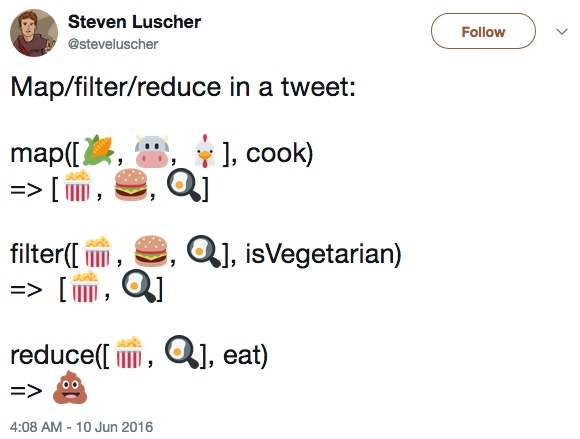 Steven Luscher
@steveluscher
Follow
Map/filter/reduce in a tweet:
map([🌽, 🐮, 🐔], cook)
=> [🍿, 🍔, 🍳]
filter([🍿, 🍔, 🍳], isVegetarian)
=> [🍿, 🍳]
reduce([🍿, 🍳], eat)
=> 💩
4:08 AM - 10 Jun 2016